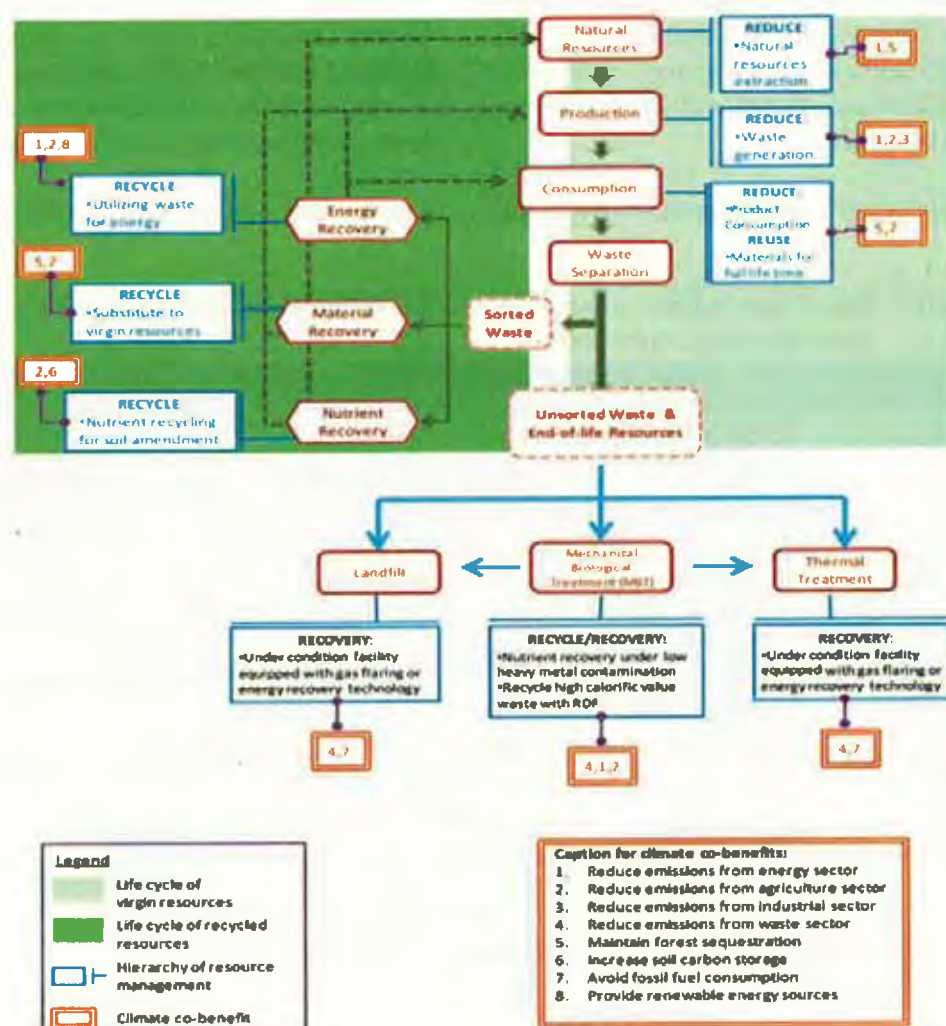 Natural
Resources
REDUCE
•Natural
resources
extraction
1,5
Production
REDUCE
•Waste
generation
1,2,3
Consumption
REDUCE
•Product
Consumption
REUSE
•Materials for
full life time
5,7
Waste
Separation
1,2,8
RECYCLE
•Utilizing waste
for energy
Energy
Recovery
5,7
RECYCLE
•Substitute to
virgin resources
Material
Recovery
Sorted
Waste
2,6
RECYCLE
•Nutrient recycling
for soil amendment
Nutrient
Recovery
Unsorted Waste &
End-of-life Resources
Landfill
Mechanical
Biological
Treatment (MBT)
Thermal
Treatment
RECOVERY:
•Under condition facility
equipped with gas flaring or
energy recovery technology
4,7
RECYCLE/RECOVERY:
•Nutrient recovery under low
heavy metal contamination
•Recycle high calorific value
waste with RDF
4,1,7
RECOVERY:
•Under condition facility
equipped with gas flaring or
energy recovery technology
4,7
Legend
Life cycle of
virgin resources
Life cycle of recycled
resources
Hierarchy of resource
management
Climate co-benefit
Caption for climate co-benefits:
1. Reduce emissions from energy sector
2. Reduce emissions from agriculture sector
3. Reduce emissions from industrial sector
4. Reduce emissions from waste sector
5. Maintain forest sequestration
6. Increase soil carbon storage
7. Avoid fossil fuel consumption
8. Provide renewable energy sources